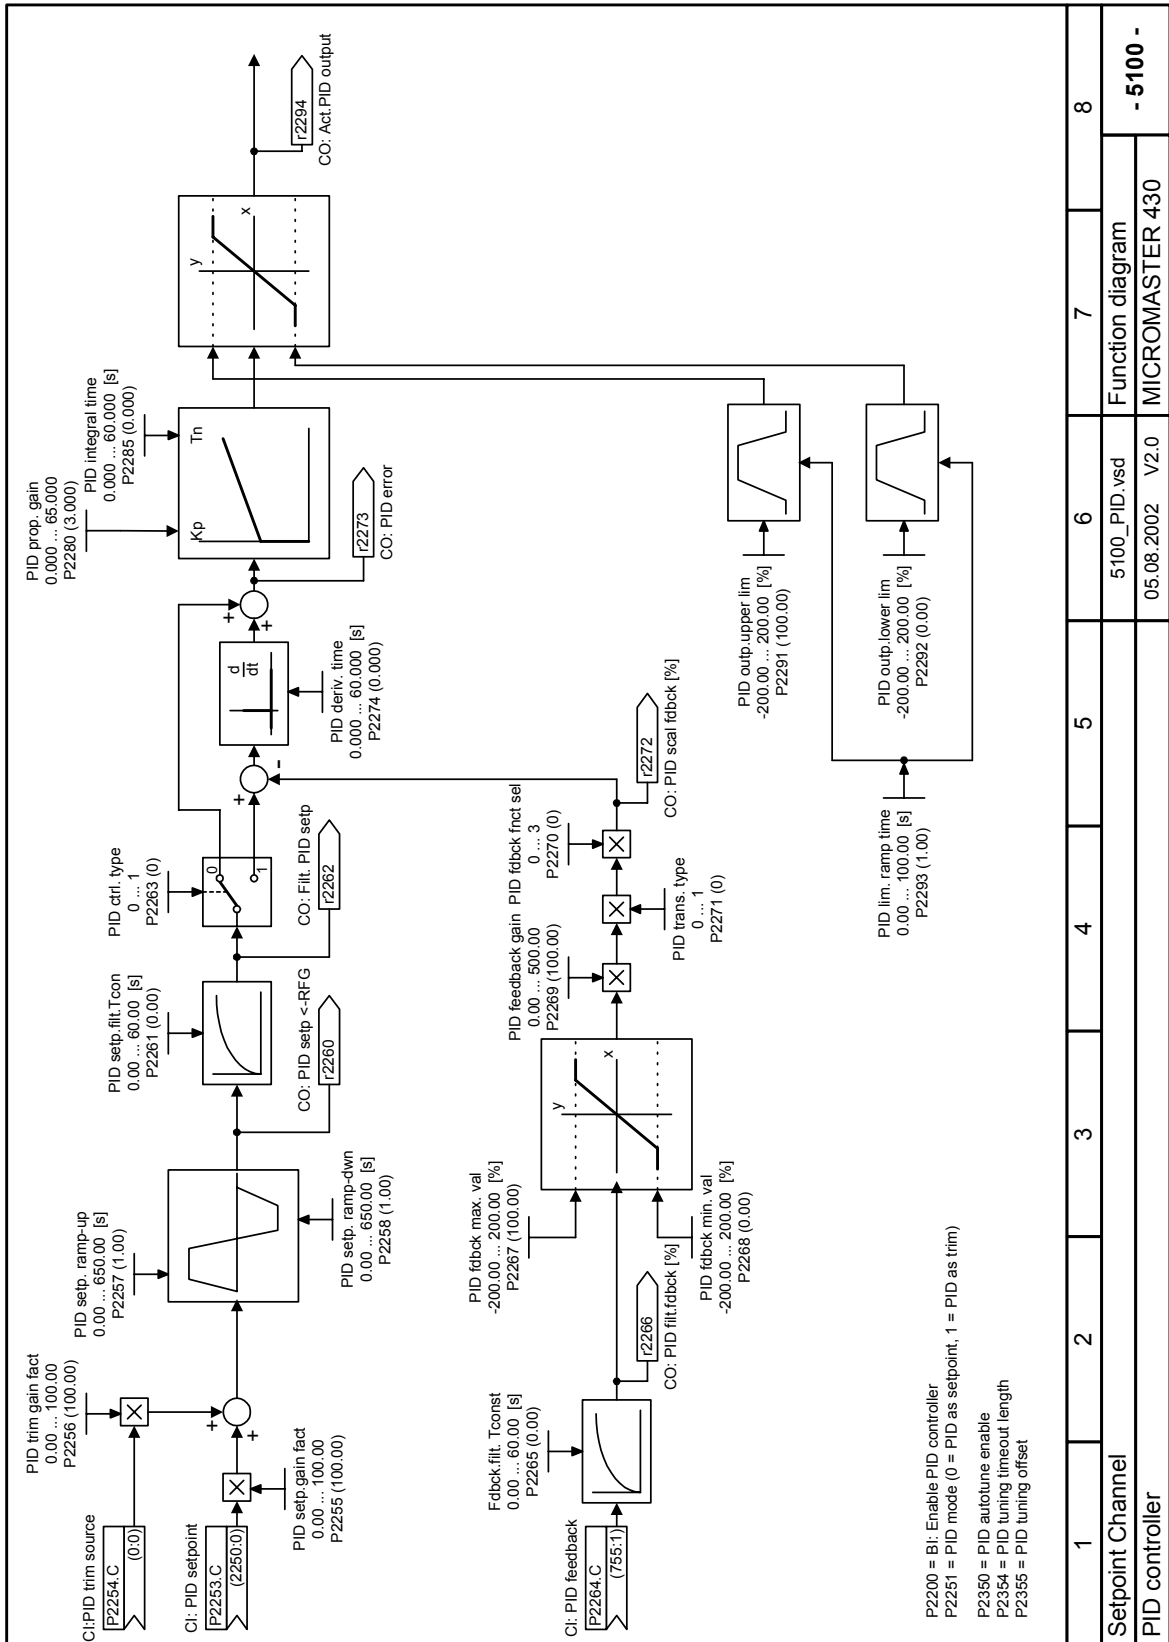 CI:PID trim source
P2254.C
(0:0)
PID trim gain fact
0.00 ... 100.00
P2256 (100.00)
CI: PID setpoint
P2253.C
(2250:0)
PID setp.gain fact
0.00 ... 100.00
P2255 (100.00)
+
+
PID setp. ramp-up
0.00 ... 650.00 [s]
P2257 (1.00)
PID setp. ramp-dwn
0.00 ... 650.00 [s]
P2258 (1.00)
CO: PID setp <-RFG
r2260
PID setp.filt.Tcon
0.00 ... 60.00 [s]
P2261 (0.00)
CO: Filt. PID setp
r2262
PID ctrl. type
0 ... 1
P2263 (0)
0
1
+
-
d
dt
PID deriv. time
0.000 ... 60.000 [s]
P2274 (0.000)
+
+
PID prop. gain
0.000 ... 65.000
P2280 (3.000)
PID integral time
0.000 ... 60.000 [s]
P2285 (0.000)
Kp
Tn
r2273
CO: PID error
y
x
r2294
CO: Act.PID output
CI: PID feedback
P2264.C
(755:1)
Fdbck.filt. Tconst
0.00 ... 60.00 [s]
P2265 (0.00)
r2266
CO: PID filt.fdbck [%]
PID fdbck max. val
-200.00 ... 200.00 [%]
P2267 (100.00)
PID fdbck min. val
-200.00 ... 200.00 [%]
P2268 (0.00)
y
x
PID feedback gain
0.00 ... 500.00
P2269 (100.00)
PID trans. type
0 ... 1
P2271 (0)
PID fdbck fnct sel
0 ... 3
P2270 (0)
r2272
CO: PID scal fdbck [%]
PID outp.upper lim
-200.00 ... 200.00 [%]
P2291 (100.00)
PID outp.lower lim
-200.00 ... 200.00 [%]
P2292 (0.00)
PID lim. ramp time
0.00 ... 100.00 [s]
P2293 (1.00)
P2200 = BI: Enable PID controller
P2251 = PID mode (0 = PID as setpoint, 1 = PID as trim)
P2350 = PID autotune enable
P2354 = PID tuning timeout length
P2355 = PID tuning offset
1 2 3 4 5 6 7 8
Setpoint Channel
5100_PID.vsd
Function diagram
- 5100 -
PID controller
05.08.2002 V2.0
MICROMASTER 430